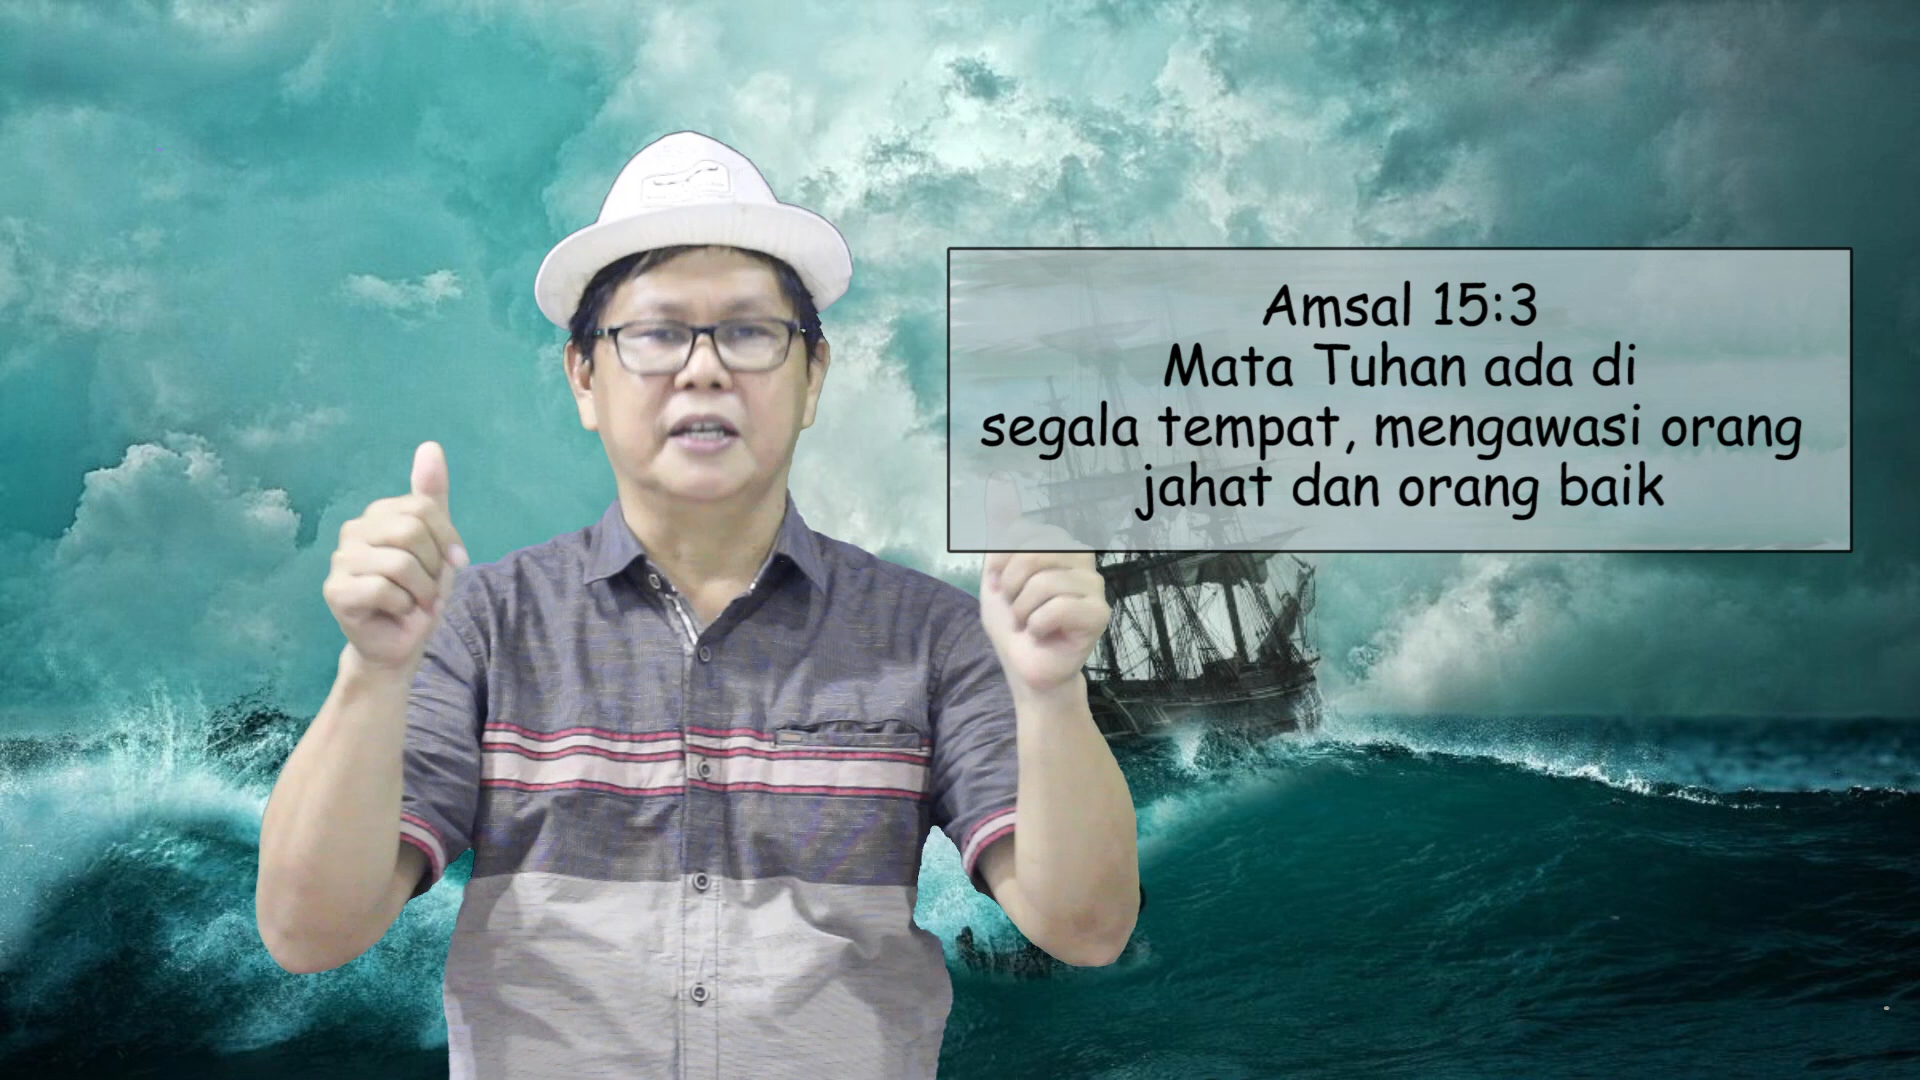 Amsal 15:3
Mata Tuhan ada di
segala tempat, mengawasi orang
jahat dan orang baik